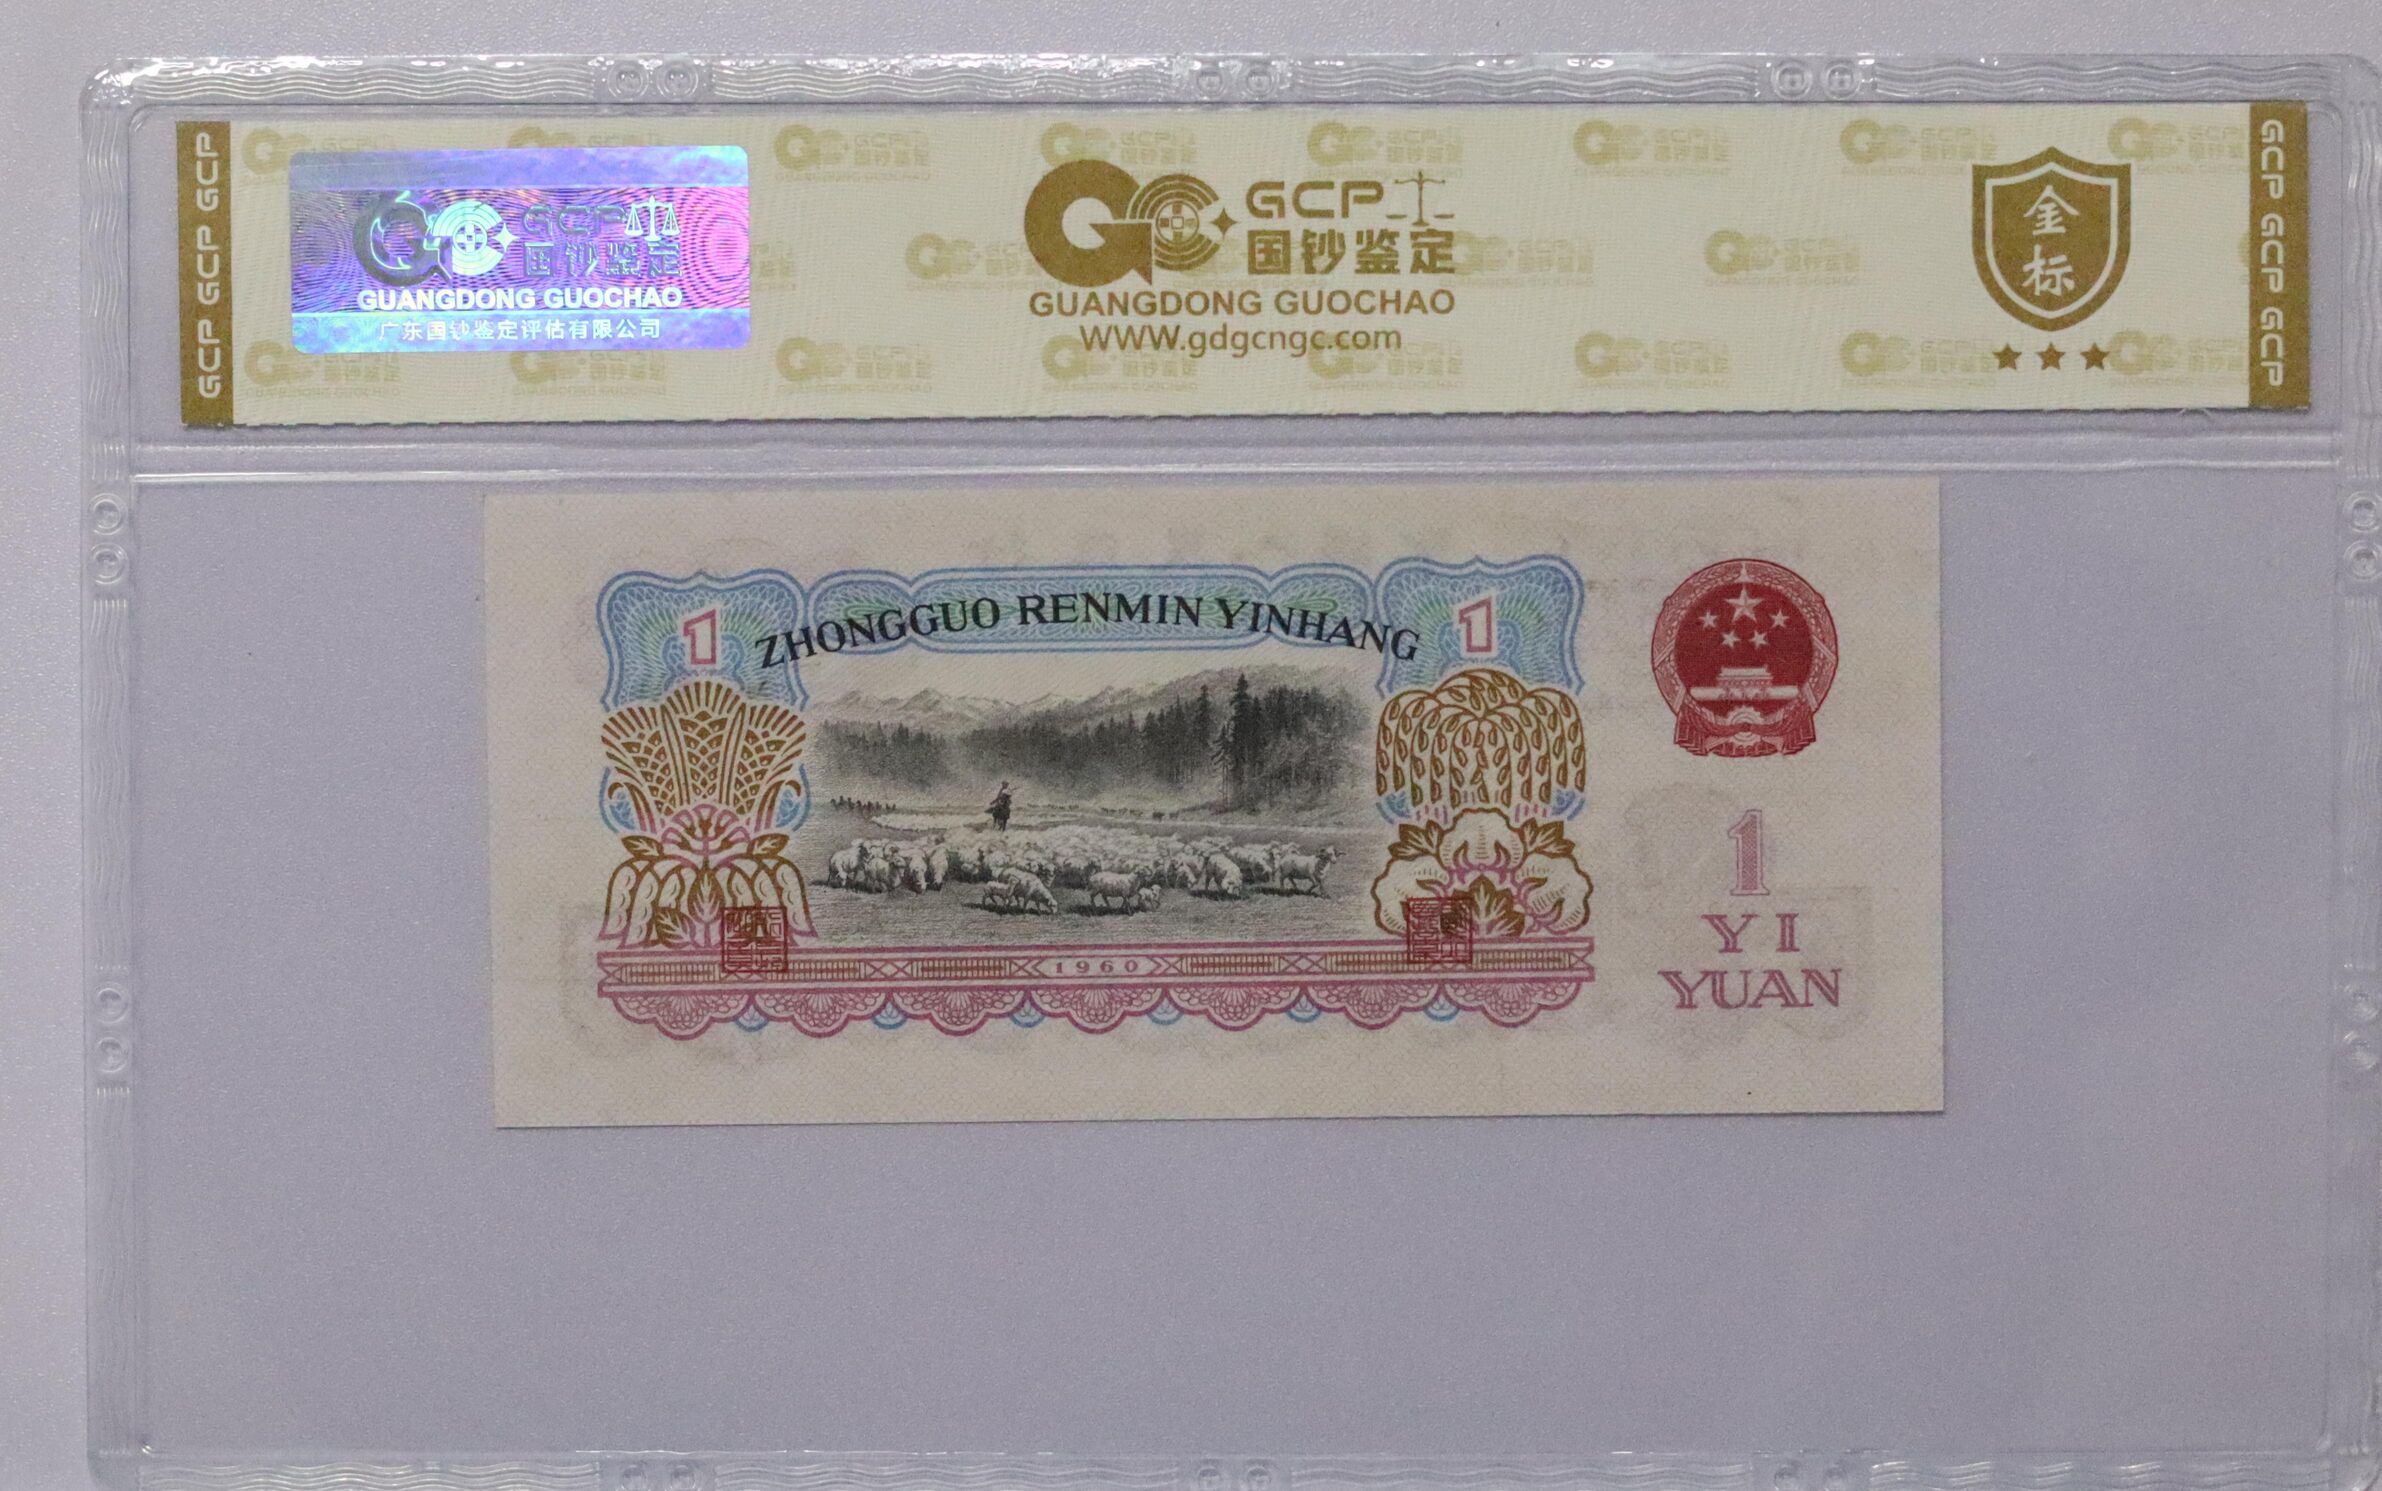 GCP GCP GCP
GCP
国钞鉴定
GUANGDONG GUOCHAO
广东国钞鉴定评估有限公司
GCP
国钞鉴定
GUANGDONG GUOCHAO
WWW.gdgcngc.com
金
标
GCP GCP GCP
1
ZHONGGUO RENMIN YINHANG
1
1
YI
YUAN
1960